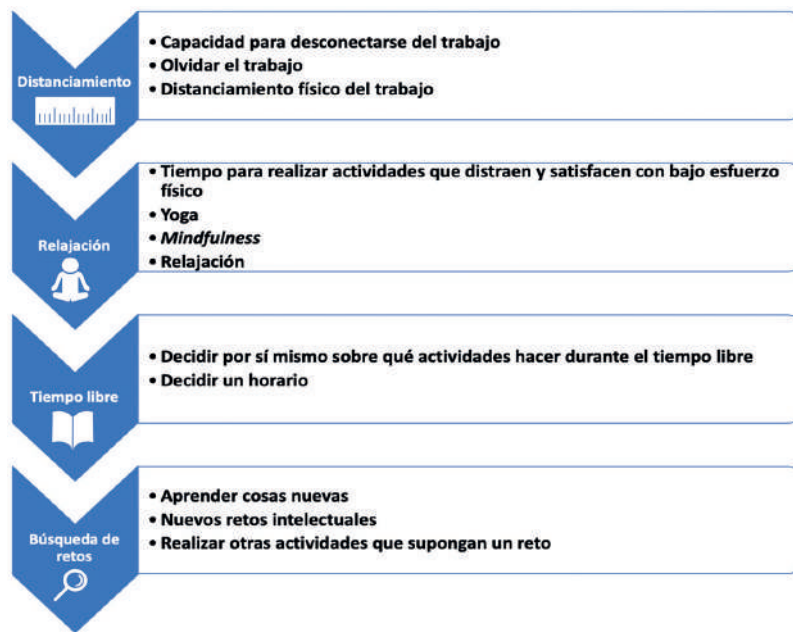 Distanciamiento
• Capacidad para desconectarse del trabajo
• Olvidar el trabajo
• Distanciamiento físico del trabajo
Relajación
• Tiempo para realizar actividades que distraen y satisfacen con bajo esfuerzo
físico
• Yoga
• Mindfulness
• Relajación
Tiempo libre
• Decidir por sí mismo sobre qué actividades hacer durante el tiempo libre
• Decidir un horario
Búsqueda de
retos
• Aprender cosas nuevas
• Nuevos retos intelectuales
• Realizar otras actividades que supongan un reto